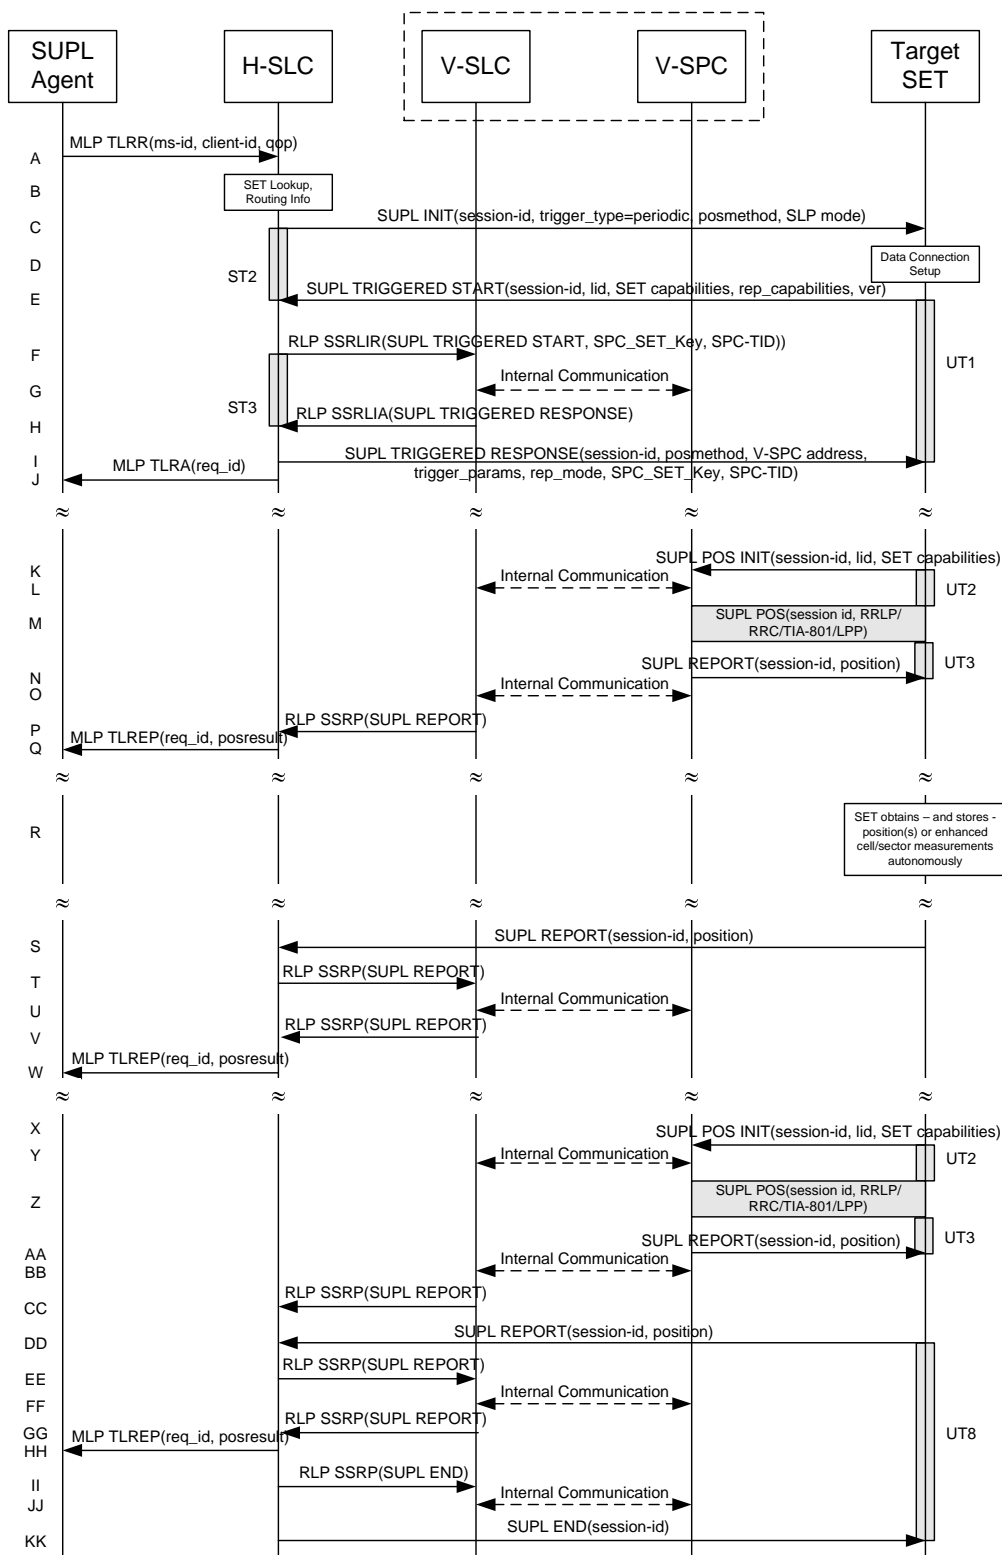 SUPL
Agent
H-SLC
V-SLC
V-SPC
Target
SET
A
MLP TLRR(ms-id, client-id, qop)
B
SET Lookup,
Routing Info
C
SUPL INIT(session-id, trigger_type=periodic, posmethod, SLP mode)
D
ST2
Data Connection
Setup
E
SUPL TRIGGERED START(session-id, lid, SET capabilities, rep_capabilities, ver)
F
RLP SSRLIR(SUPL TRIGGERED START, SPC_SET_Key, SPC-TID))
UT1
G
Internal Communication
ST3
H
RLP SSRLIA(SUPL TRIGGERED RESPONSE)
I
SUPL TRIGGERED RESPONSE(session-id, posmethod, V-SPC address,
trigger_params, rep_mode, SPC_SET_Key, SPC-TID)
J
MLP TLRA(req_id)
≈ ≈ ≈ ≈ ≈
K
SUPL POS INIT(session-id, lid, SET capabilities)
L
Internal Communication
UT2
M
SUPL POS(session id, RRLP/
RRC/TIA-801/LPP)
N
SUPL REPORT(session-id, position)
UT3
O
Internal Communication
P
RLP SSRP(SUPL REPORT)
Q
MLP TLREP(req_id, posresult)
≈ ≈ ≈ ≈ ≈
R
SET obtains – and stores -
position(s) or enhanced
cell/sector measurements
autonomously
≈ ≈ ≈ ≈ ≈
S
SUPL REPORT(session-id, position)
T
RLP SSRP(SUPL REPORT)
U
Internal Communication
V
RLP SSRP(SUPL REPORT)
W
MLP TLREP(req_id, posresult)
≈ ≈ ≈ ≈ ≈
X
SUPL POS INIT(session-id, lid, SET capabilities)
Y
Internal Communication
UT2
Z
SUPL POS(session id, RRLP/
RRC/TIA-801/LPP)
AA
SUPL REPORT(session-id, position)
UT3
BB
Internal Communication
CC
RLP SSRP(SUPL REPORT)
DD
SUPL REPORT(session-id, position)
EE
RLP SSRP(SUPL REPORT)
FF
Internal Communication
GG
RLP SSRP(SUPL REPORT)
UT8
HH
MLP TLREP(req_id, posresult)
II
RLP SSRP(SUPL END)
JJ
Internal Communication
KK
SUPL END(session-id)